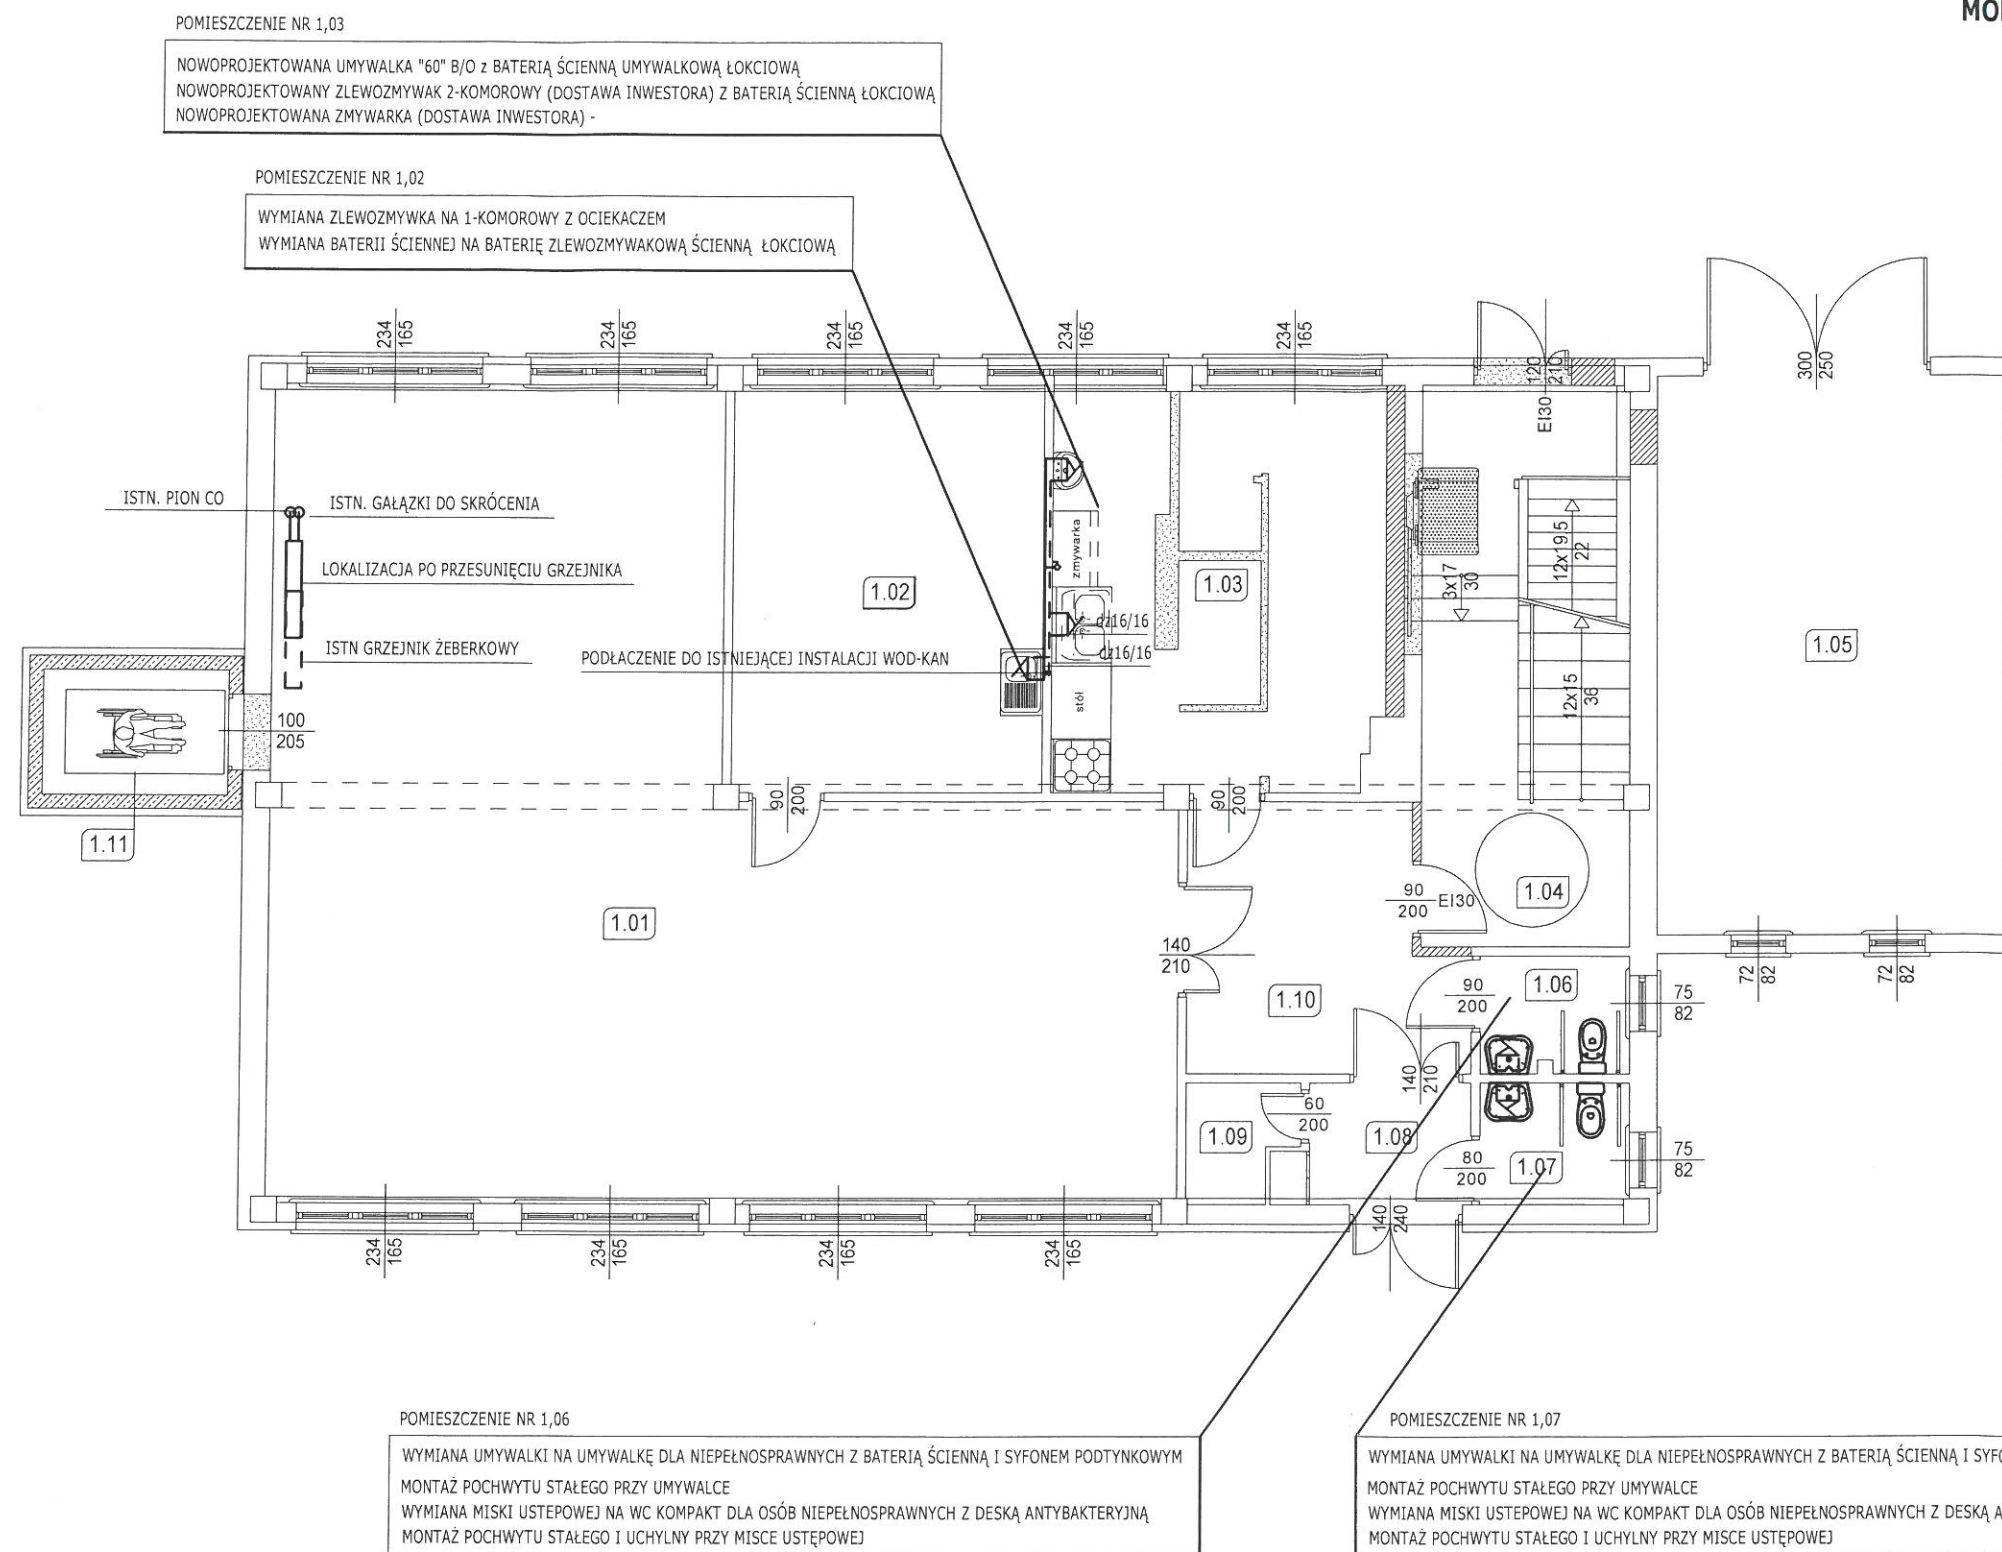 MO
POMIESZCZENIE NR 1,03
NOWOPROJEKTOWANA UMYWALKA "60" B/O z BATERIĄ ŚCIENNĄ UMYWALKOWĄ ŁOKCIOWĄ
NOWOPROJEKTOWANY ZLEWOZMYWAK 2-KOMOROWY (DOSTAWA INWESTORA) Z BATERIĄ ŚCIENNĄ ŁOKCIOWĄ
NOWOPROJEKTOWANA ZMYWARKA (DOSTAWA INWESTORA) -
POMIESZCZENIE NR 1,02
WYMIANA ZLEWOZMYWKA NA 1-KOMOROWY Z OCIEKACZEM
WYMIANA BATERII ŚCIENNEJ NA BATERIĘ ZLEWOZMYWAKOWĄ ŚCIENNĄ ŁOKCIOWĄ
234
165
234
165
234
165
234
165
234
165
120
210
EI30
300
250
ISTN. PION CO
ISTN. GAŁĄZKI DO SKRÓCENIA
LOKALIZACJA PO PRZESUNIĘCIU GRZEJNIKA
ISTN GRZEJNIK ŻEBERKOWY
zmywarka
1.02
1.03
3x17
30
12x19.5
22
dz16/16
dz16/16
PODŁACZENIE DO ISTNIEJĄCEJ INSTALACJI WOD-KAN
stół
12x15
36
1.05
100
205
90
200
90
200
1.11
1.01
90
200
EI30
1.04
140
210
1.10
90
200
1.06
75
82
72
82
72
82
140
210
60
200
1.09
1.08
80
200
1.07
75
82
140
240
234
165
234
165
234
165
234
165
POMIESZCZENIE NR 1,06
WYMIANA UMYWALKI NA UMYWALKĘ DLA NIEPEŁNOSPRAWNYCH Z BATERIĄ ŚCIENNĄ I SYFONEM PODTYNKOWYM
MONTAŻ POCHWYTU STAŁEGO PRZY UMYWALCE
WYMIANA MISKI USTEPOWEJ NA WC KOMPAKT DLA OSÓB NIEPEŁNOSPRAWNYCH Z DESKĄ ANTYBAKTERYJNĄ
MONTAŻ POCHWYTU STAŁEGO I UCHYLNY PRZY MISCE USTĘPOWEJ
POMIESZCZENIE NR 1,07
WYMIANA UMYWALKI NA UMYWALKĘ DLA NIEPEŁNOSPRAWNYCH Z BATERIĄ ŚCIENNĄ I SYFO
MONTAŻ POCHWYTU STAŁEGO PRZY UMYWALCE
WYMIANA MISKI USTEPOWEJ NA WC KOMPAKT DLA OSÓB NIEPEŁNOSPRAWNYCH Z DESKĄ A
MONTAŻ POCHWYTU STAŁEGO I UCHYLNY PRZY MISCE USTĘPOWEJ